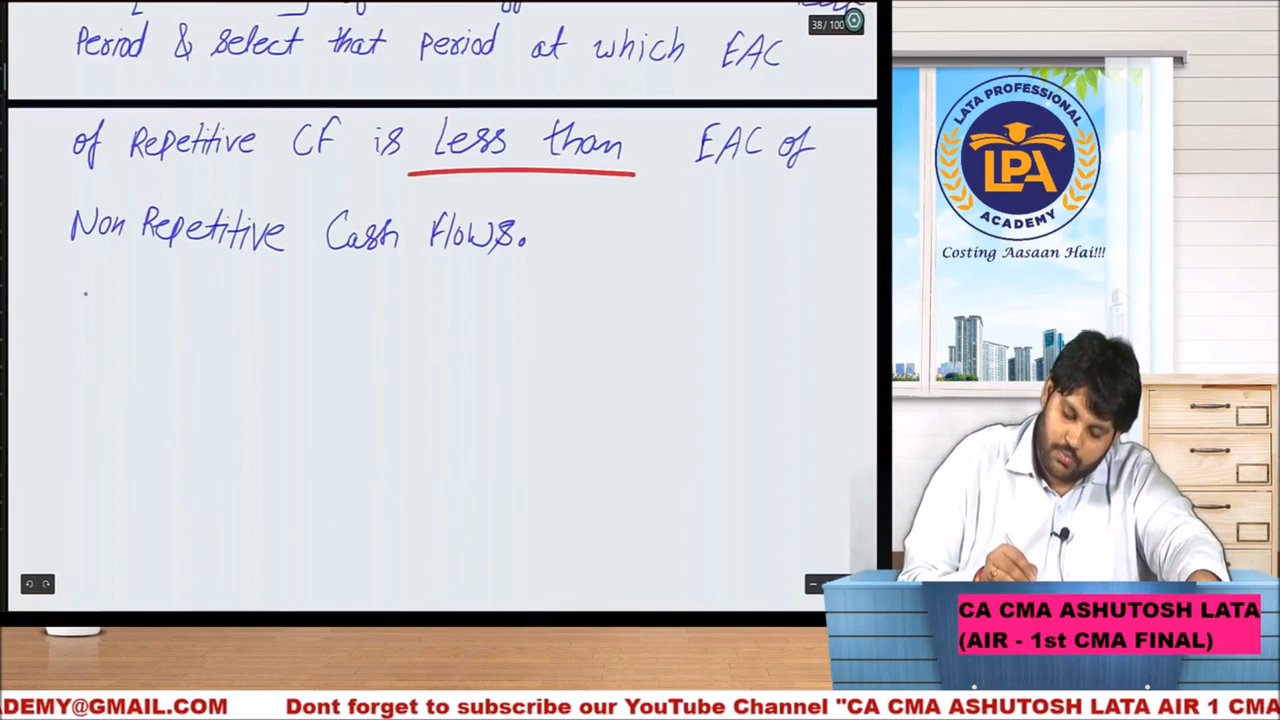 38/100
Period & select that period at which EAC
of Repetitive CF is Less than EAC of
Non Repetitive Cash flows.
LATA PROFESSIONAL
LPA
ACADEMY
Costing Aasaan Hai!!!
CA CMA ASHUTOSH LATA
(AIR - 1st CMA FINAL)
ADEMY@GMAIL.COM Dont forget to subscribe our YouTube Channel "CA CMA ASHUTOSH LATA AIR 1 CMA